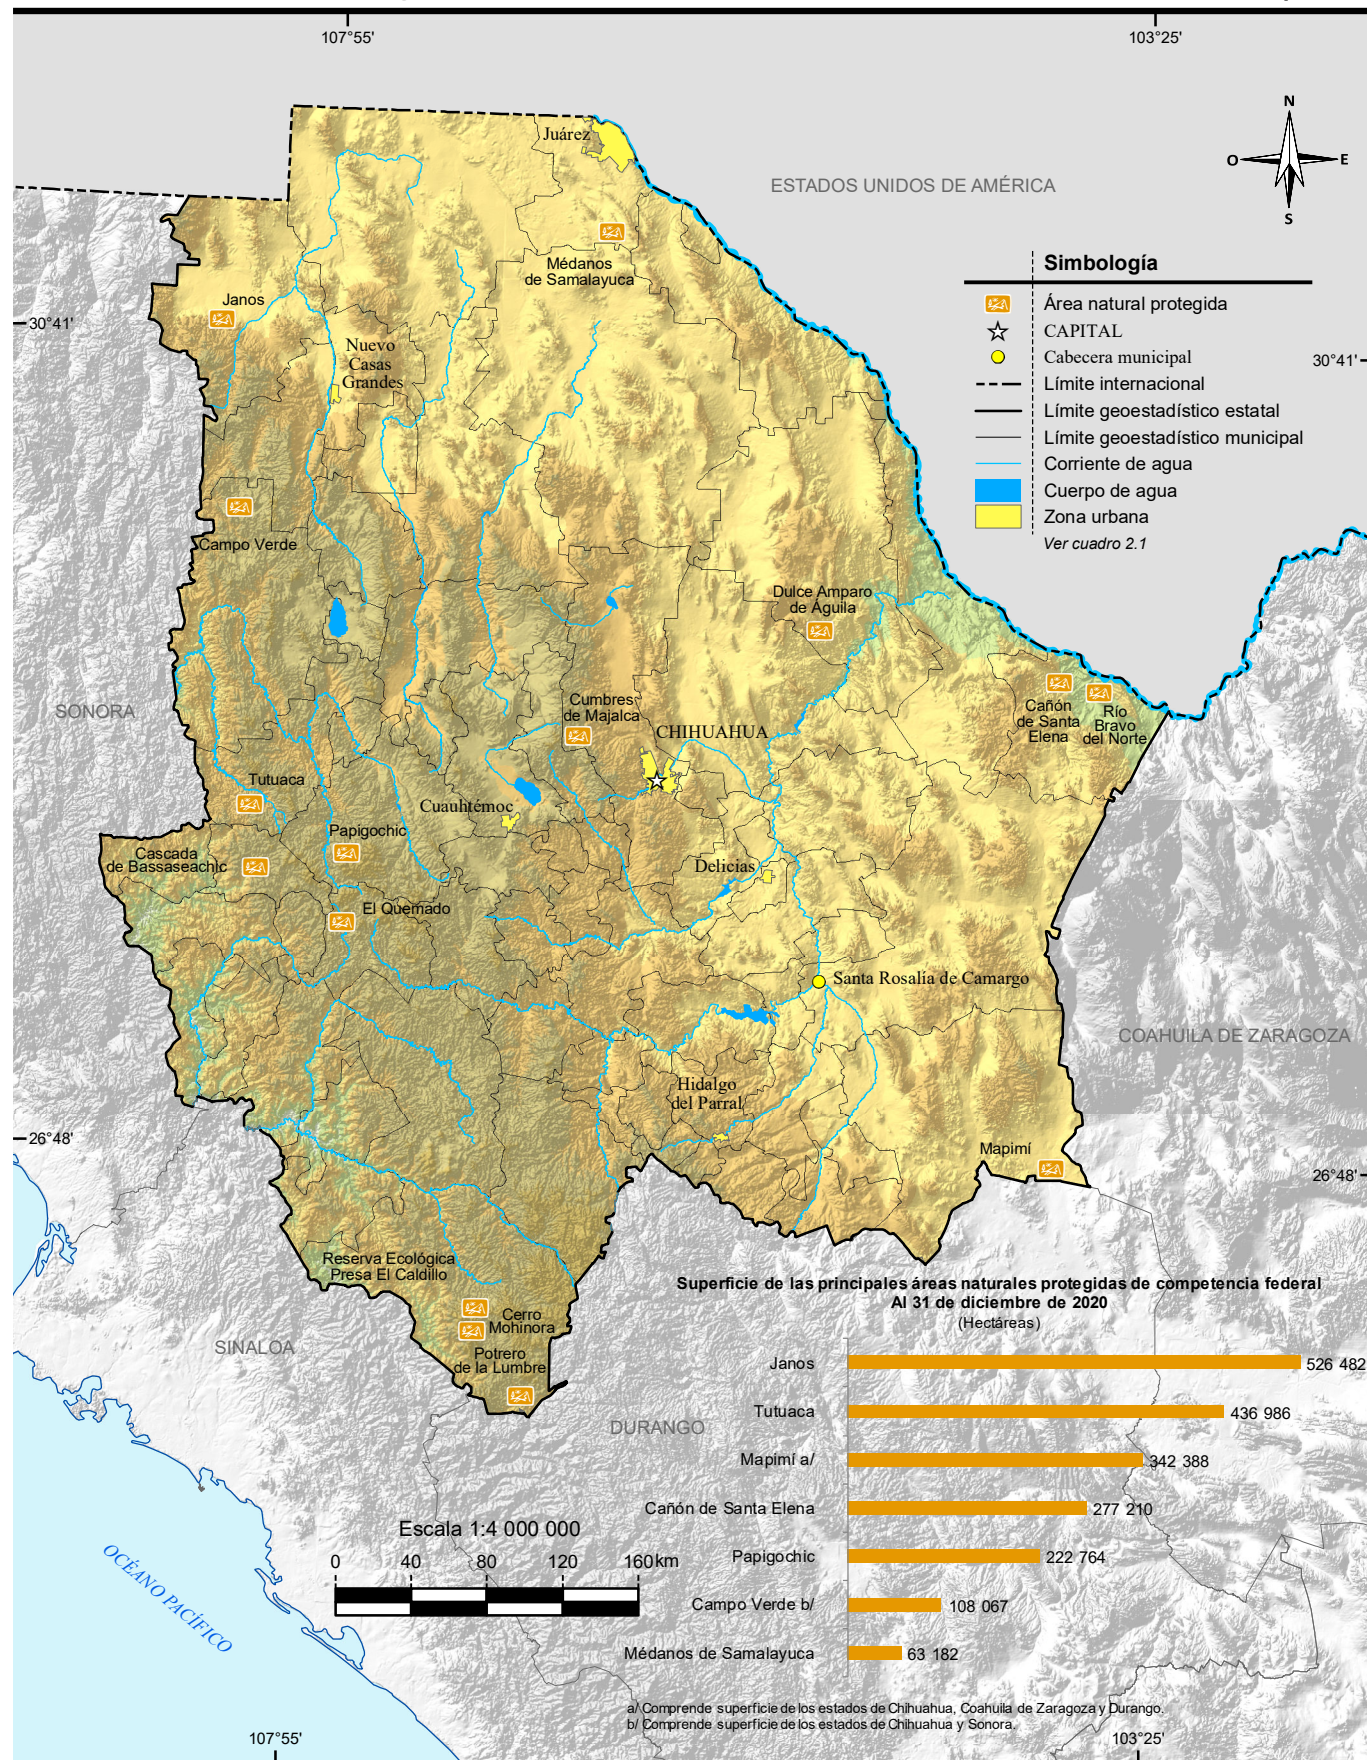 107°55'
103°25'
N
O
E
S
Juárez
ESTADOS UNIDOS DE AMÉRICA
Médanos
de Samalayuca
Simbología
Área natural protegida
CAPITAL
Cabecera municipal
Límite internacional
Límite geoestadístico estatal
Límite geoestadístico municipal
Corriente de agua
Cuerpo de agua
Zona urbana
Ver cuadro 2.1
Janos
30°41'
30°41'
Nuevo
Casas
Grandes
Campo Verde
Dulce Amparo
de Águila
SONORA
Cumbres
de Majalca
CHIHUAHUA
Cañón
de Santa
Elena
Río
Bravo
del Norte
Tutuaca
Cuauhtémoc
Papigochic
Cascada
de Bassaseachic
Delicias
El Quemado
Santa Rosalía de Camargo
COAHUILA DE ZARAGOZA
Hidalgo
del Parral
26°48'
Mapimí
26°48'
Reserva Ecológica
Presa El Caldillo
Cerro
Mohinora
SINALOA
Potrero
de la Lumbre
DURANGO
Superficie de las principales áreas naturales protegidas de competencia federal
Al 31 de diciembre de 2020
(Hectáreas)
Janos
526 482
Tutuaca
436 986
Mapimí a/
342 388
Cañón de Santa Elena
277 210
Papigochic
222 764
Campo Verde b/
108 067
Médanos de Samalayuca
63 182
Escala 1:4 000 000
0 40 80 120 160 km
OCÉANO PACÍFICO
a/ Comprende superficie de los estados de Chihuahua, Coahuila de Zaragoza y Durango.
b/ Comprende superficie de los estados de Chihuahua y Sonora.
107°55'
103°25'